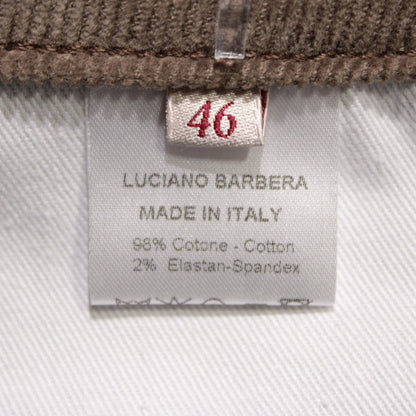 46
LUCIANO BARBERA
MADE IN ITALY
98% Cotone - Cotton
2% Elastan-Spandex